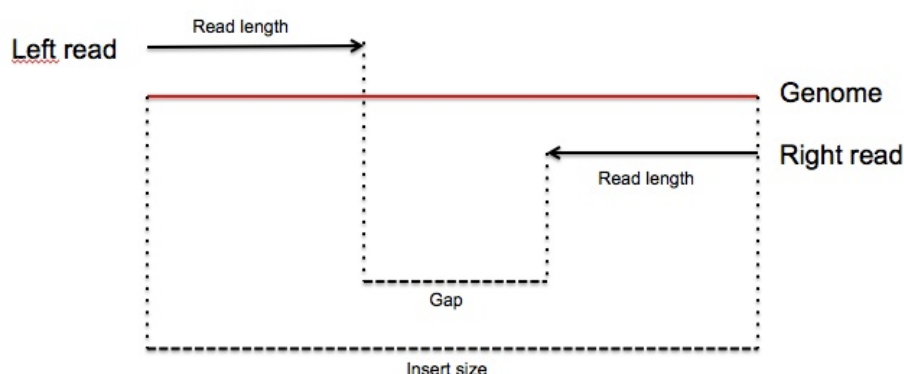 Read length
Left read
Genome
Right read
Read length
Gap
Insert size